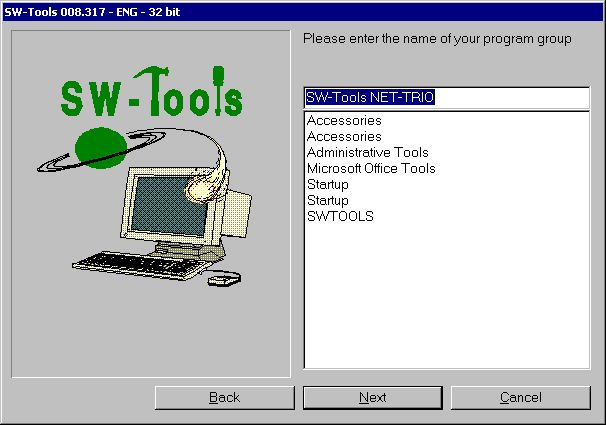 SW-Tools 008.317 - ENG - 32 bit
SW-Tools
Please enter the name of your program group
SW-Tools NET-TRIO
Accessories
Accessories
Administrative Tools
Microsoft Office Tools
Startup
Startup
SWTOOLS
Back
Next
Cancel